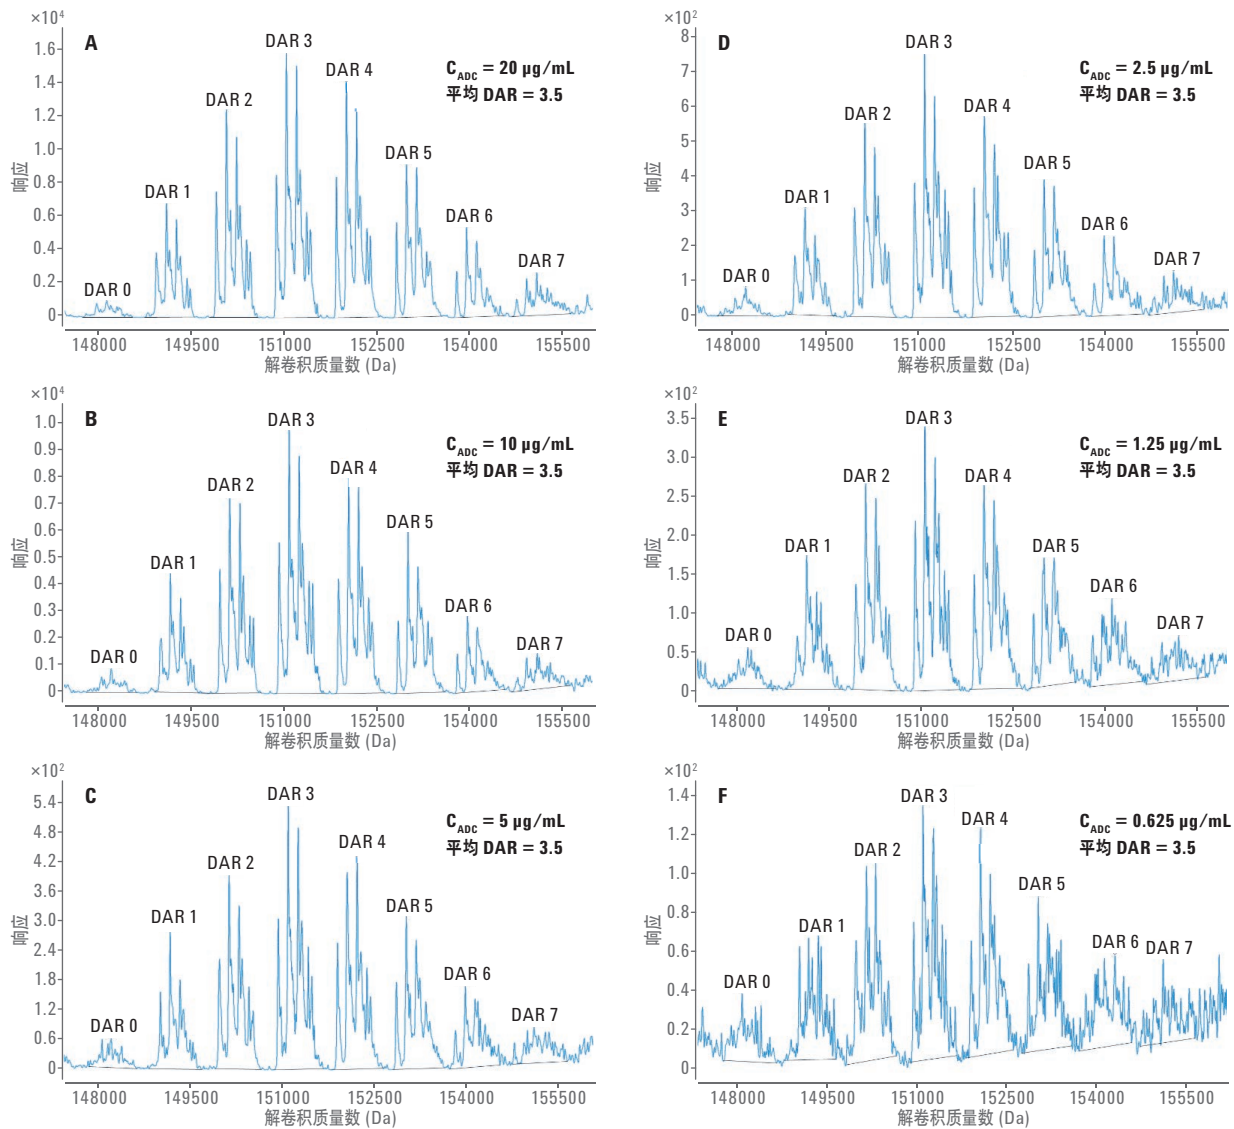 ×10⁴
A
C_ADC = 20 µg/mL
平均 DAR = 3.5
DAR 0
DAR 1
DAR 2
DAR 3
DAR 4
DAR 5
DAR 6
DAR 7
1.6
1.4
1.2
1.0
0.8
0.6
0.4
0.2
0
响应
148000 149500 151000 152500 154000 155500
解卷积质量数 (Da)
×10²
D
C_ADC = 2.5 µg/mL
平均 DAR = 3.5
DAR 0
DAR 1
DAR 2
DAR 3
DAR 4
DAR 5
DAR 6
DAR 7
8
7
6
5
4
3
2
1
0
响应
148000 149500 151000 152500 154000 155500
解卷积质量数 (Da)
×10⁴
B
C_ADC = 10 µg/mL
平均 DAR = 3.5
DAR 0
DAR 1
DAR 2
DAR 3
DAR 4
DAR 5
DAR 6
DAR 7
1.0
0.9
0.8
0.7
0.6
0.5
0.4
0.3
0.2
0.1
0
响应
148000 149500 151000 152500 154000 155500
解卷积质量数 (Da)
×10²
E
C_ADC = 1.25 µg/mL
平均 DAR = 3.5
DAR 0
DAR 1
DAR 2
DAR 3
DAR 4
DAR 5
DAR 6
DAR 7
3.5
3.0
2.5
2.0
1.5
1.0
0.5
0
响应
148000 149500 151000 152500 154000 155500
解卷积质量数 (Da)
×10²
C
C_ADC = 5 µg/mL
平均 DAR = 3.5
DAR 0
DAR 1
DAR 2
DAR 3
DAR 4
DAR 5
DAR 6
DAR 7
5.4
4.8
4.2
3.6
3.0
2.4
1.2
0.6
0
响应
148000 149500 151000 152500 154000 155500
解卷积质量数 (Da)
×10²
F
C_ADC = 0.625 µg/mL
平均 DAR = 3.5
DAR 0
DAR 1
DAR 2
DAR 3
DAR 4
DAR 5
DAR 6
DAR 7
1.4
1.2
1.0
0.8
0.6
0.4
0.2
0
响应
148000 149500 151000 152500 154000 155500
解卷积质量数 (Da)